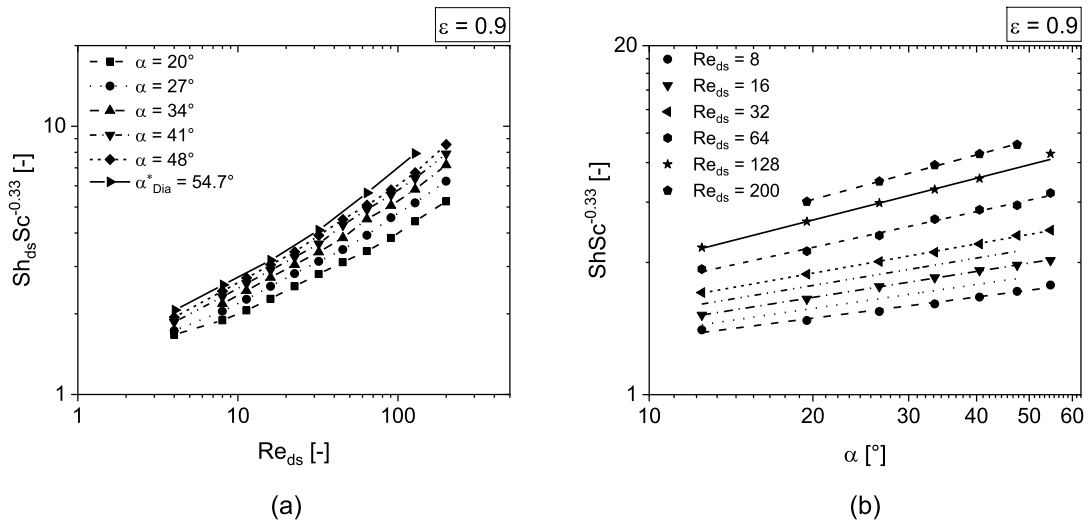 ε = 0.9
α = 20°
α = 27°
α = 34°
α = 41°
α = 48°
α*Dia = 54.7°
10
1
Sh_ds Sc^-0.33 [-]
1 10 100
Re_ds [-]
(a)
ε = 0.9
20
Re_ds = 8
Re_ds = 16
Re_ds = 32
Re_ds = 64
Re_ds = 128
Re_ds = 200
ShSc^-0.33 [-]
1
10 20 30 40 50 60
α [°]
(b)